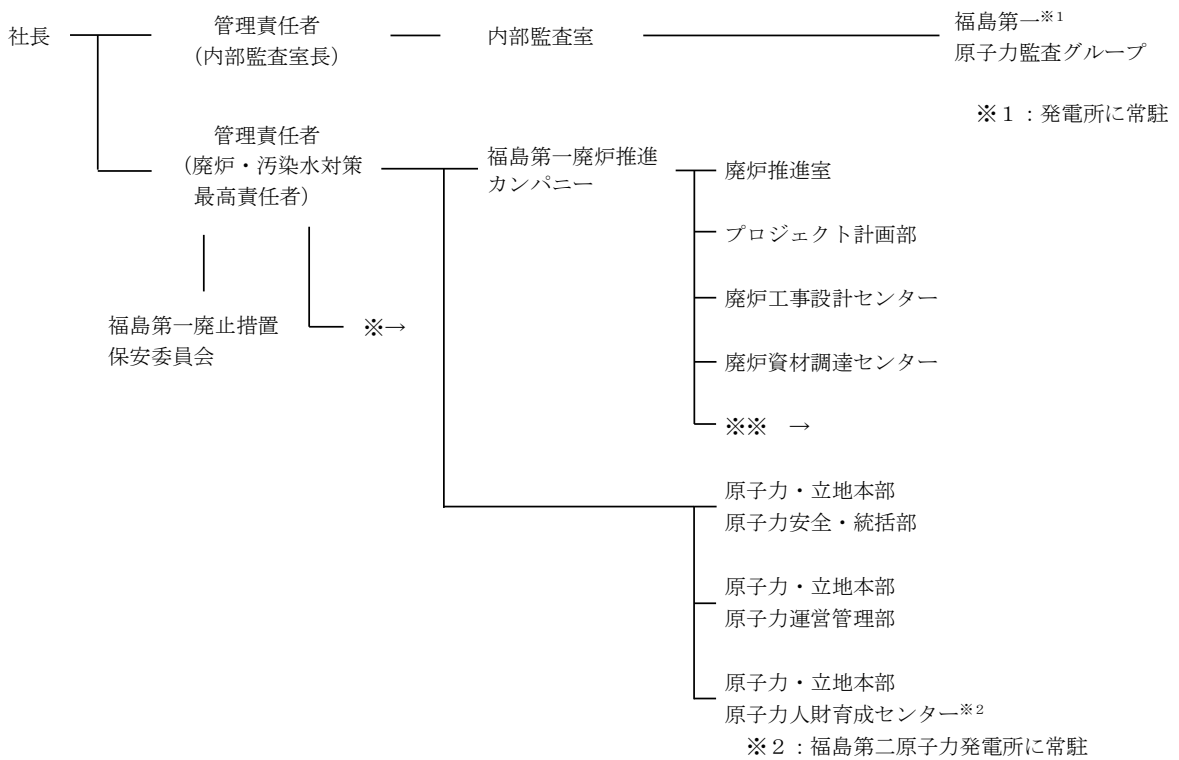 社長
管理責任者
(内部監査室長)
内部監査室
福島第一※1
原子力監査グループ
※1:発電所に常駐
管理責任者
(廃炉・汚染水対策
最高責任者)
福島第一廃炉推進
カンパニー
廃炉推進室
プロジェクト計画部
廃炉工事設計センター
廃炉資材調達センター
※※ →
福島第一廃止措置
保安委員会
※→
原子力・立地本部
原子力安全・統括部
原子力・立地本部
原子力運営管理部
原子力・立地本部
原子力人財育成センター※2
※2:福島第二原子力発電所に常駐